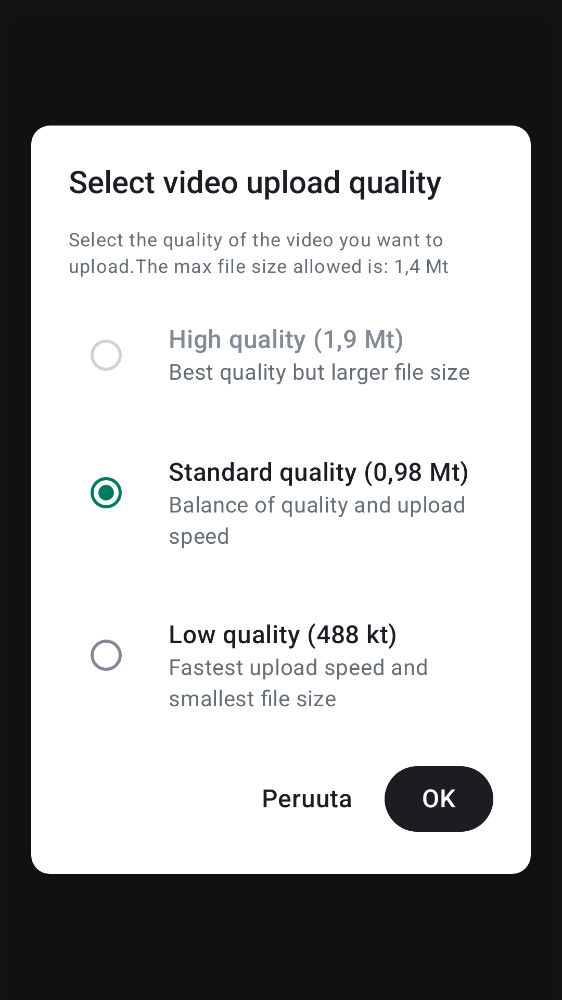 Select video upload quality
Select the quality of the video you want to
upload.The max file size allowed is: 1,4 Mt
High quality (1,9 Mt)
Best quality but larger file size
Standard quality (0,98 Mt)
Balance of quality and upload
speed
Low quality (488 kt)
Fastest upload speed and
smallest file size
Peruuta
OK